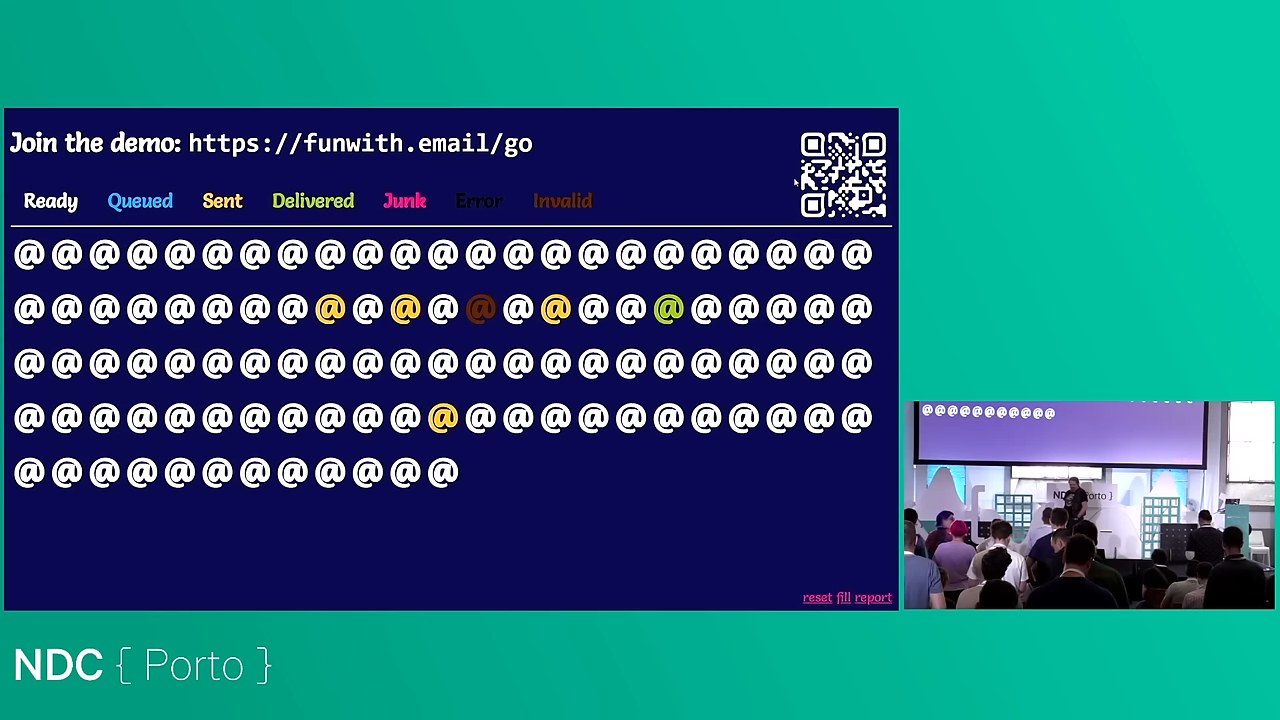 Join the demo: https://funwith.email/go
Ready Queued Sent Delivered Junk Error Invalid
@ @ @ @ @ @ @ @ @ @ @ @ @ @ @ @ @ @ @ @ @ @ @
@ @ @ @ @ @ @ @ @ @ @ @ @ @ @ @ @ @ @ @ @ @ @
@ @ @ @ @ @ @ @ @ @ @ @ @ @ @ @ @ @ @ @ @ @ @
@ @ @ @ @ @ @ @ @ @ @ @ @ @ @ @ @ @ @ @ @ @ @
@ @ @ @ @ @ @ @ @ @ @ @
reset fill report
@ @ @ @ @ @ @ @ @ @ @
Porto }
NDC { Porto }